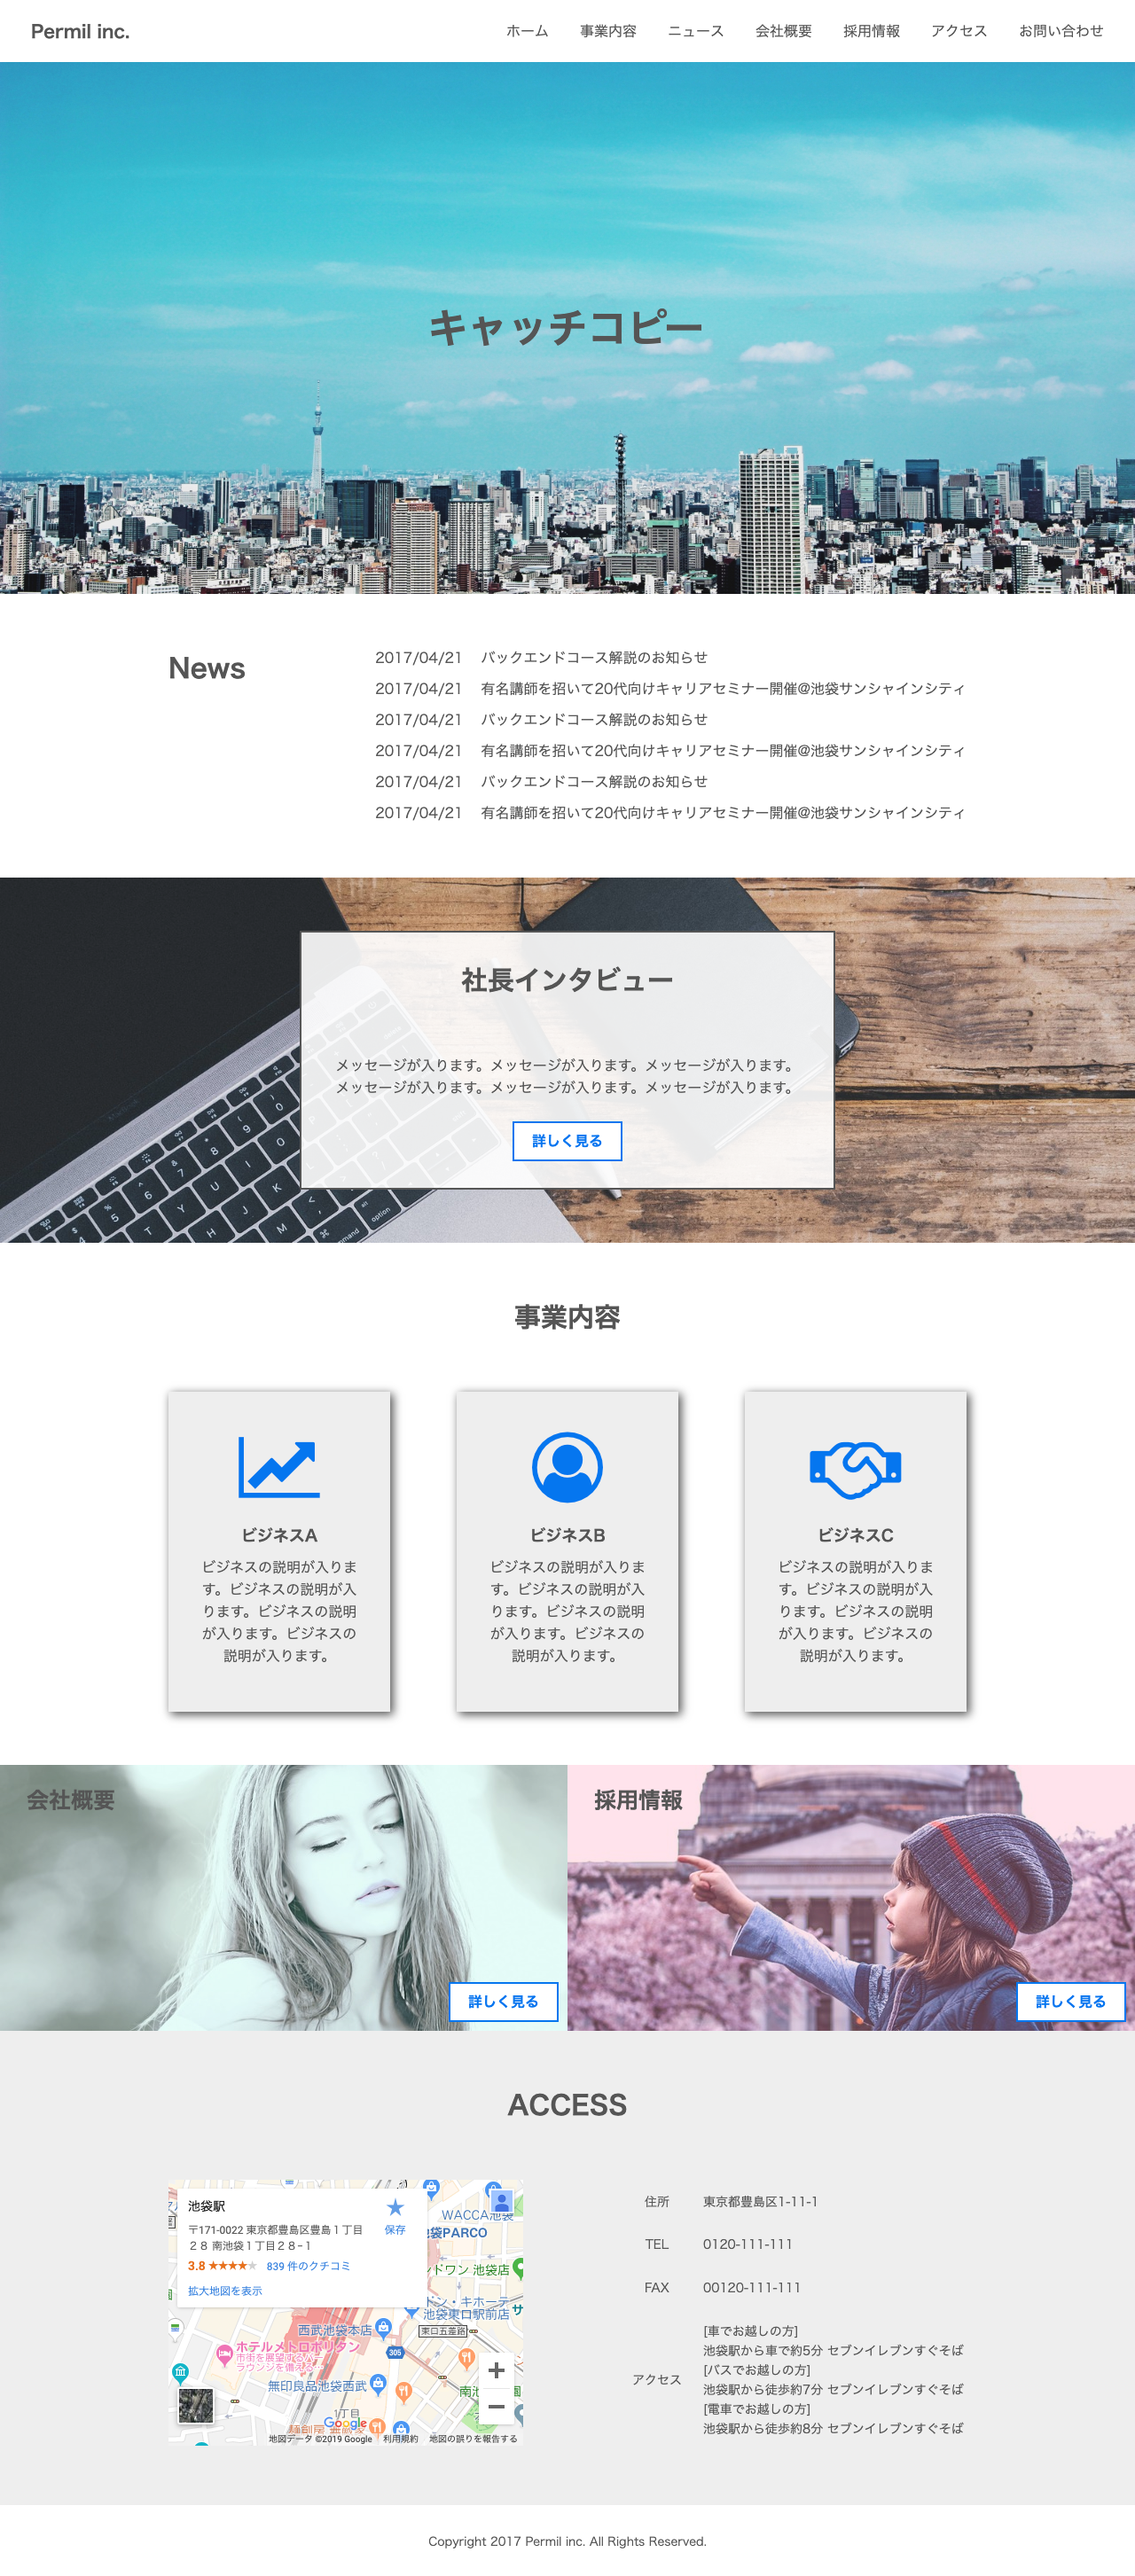 Permil inc.
ホーム 事業内容 ニュース 会社概要 採用情報 アクセス お問い合わせ
キャッチコピー
News
2017/04/21 バックエンドコース解説のお知らせ
2017/04/21 有名講師を招いて20代向けキャリアセミナー開催@池袋サンシャインシティ
2017/04/21 バックエンドコース解説のお知らせ
2017/04/21 有名講師を招いて20代向けキャリアセミナー開催@池袋サンシャインシティ
2017/04/21 バックエンドコース解説のお知らせ
2017/04/21 有名講師を招いて20代向けキャリアセミナー開催@池袋サンシャインシティ
社長インタビュー
メッセージが入ります。メッセージが入ります。メッセージが入ります。
メッセージが入ります。メッセージが入ります。メッセージが入ります。
詳しく見る
事業内容
ビジネスA
ビジネスの説明が入りま
す。ビジネスの説明が入
ります。ビジネスの説明
が入ります。ビジネスの
説明が入ります。
ビジネスB
ビジネスの説明が入りま
す。ビジネスの説明が入
ります。ビジネスの説明
が入ります。ビジネスの
説明が入ります。
ビジネスC
ビジネスの説明が入りま
す。ビジネスの説明が入
ります。ビジネスの説明
が入ります。ビジネスの
説明が入ります。
会社概要
詳しく見る
採用情報
詳しく見る
ACCESS
池袋駅
保存
〒171-0022 東京都豊島区豊島１丁目
２８ 南池袋１丁目２８−１
3.8 ★★★★★ 839 件のクチコミ
拡大地図を表示
WACCA池袋
池袋PARCO
ンドワン 池袋店
ドン・キホーテ
池袋東口駅前店
西武池袋本店
東口五差路
305
ホテルメトロポリタン
市街を展望するバー
ラウンジを備える…
無印良品池袋西武
1丁目
Google
地図データ ©2019 Google 利用規約 地図の誤りを報告する
住所 東京都豊島区1-11-1
TEL 0120-111-111
FAX 00120-111-111
アクセス
[車でお越しの方]
池袋駅から車で約5分 セブンイレブンすぐそば
[バスでお越しの方]
池袋駅から徒歩約7分 セブンイレブンすぐそば
[電車でお越しの方]
池袋駅から徒歩約8分 セブンイレブンすぐそば
Copyright 2017 Permil inc. All Rights Reserved.